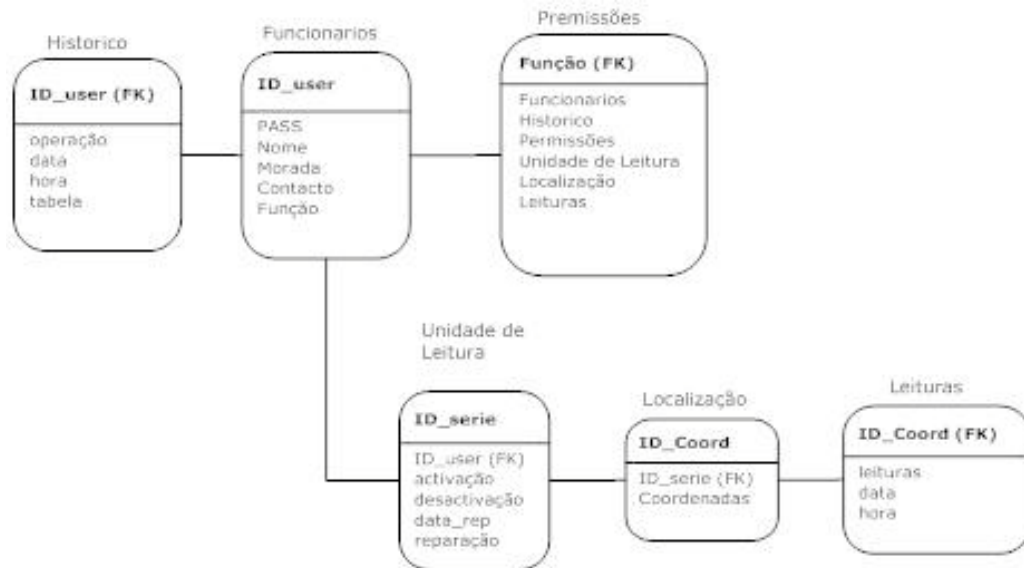 Historico
ID_user (FK)
operação
data
hora
tabela
Funcionarios
ID_user
PASS
Nome
Morada
Contacto
Função
Premissões
Função (FK)
Funcionarios
Historico
Permissões
Unidade de Leitura
Localização
Leituras
Unidade de
Leitura
ID_serie
ID_user (FK)
activação
desactivação
data_rep
reparação
Localização
ID_Coord
ID_serie (FK)
Coordenadas
Leituras
ID_Coord (FK)
leituras
data
hora